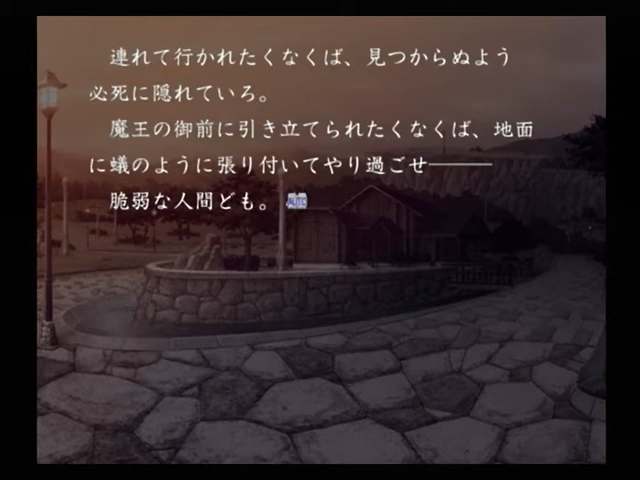 連れて行かれたくなくば、見つからぬよう
必死に隠れていろ。
魔王の御前に引き立てられたくなくば、地面
に蟻のように張り付いてやり過ごせ―――
脆弱な人間ども。 AUTO